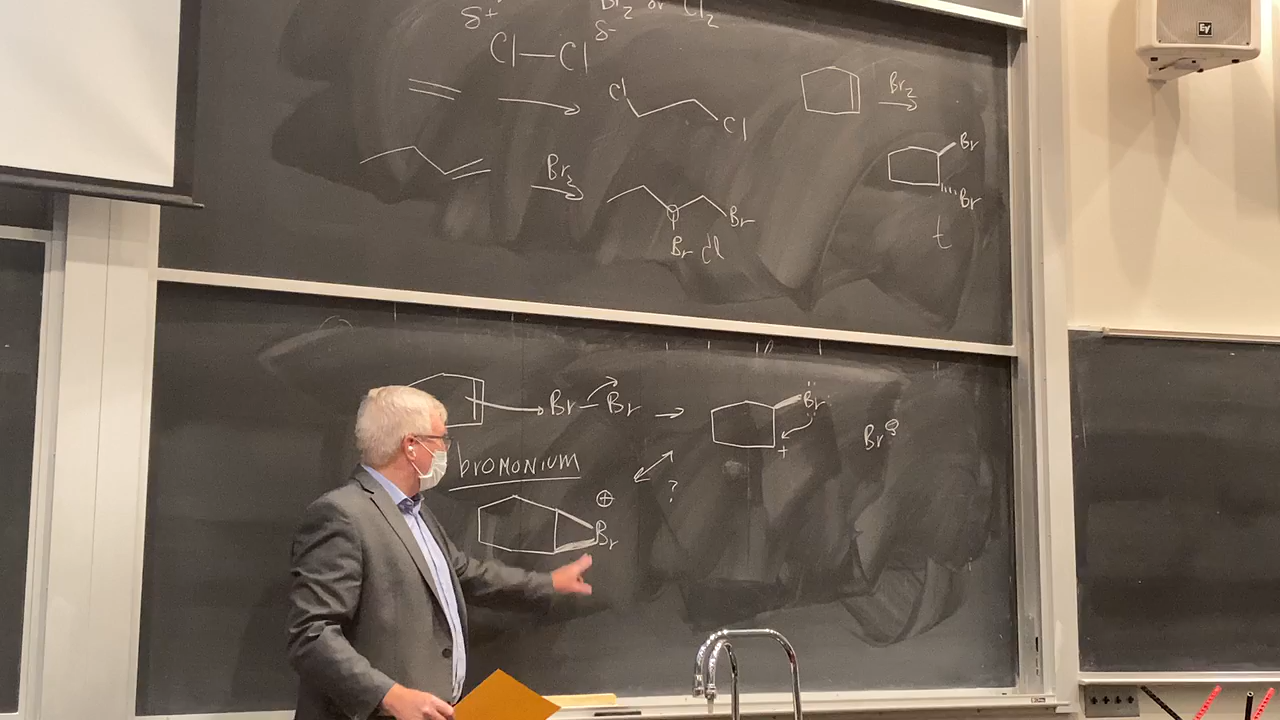 Br₂ or Cl₂
δ+ δ-
Cl—Cl
Cl
Cl
Br₂
Br₂
Br
Br
Br
Br
t
Br—Br →
Br
+
Br⊖
bromonium
?
⊕
Br
EV